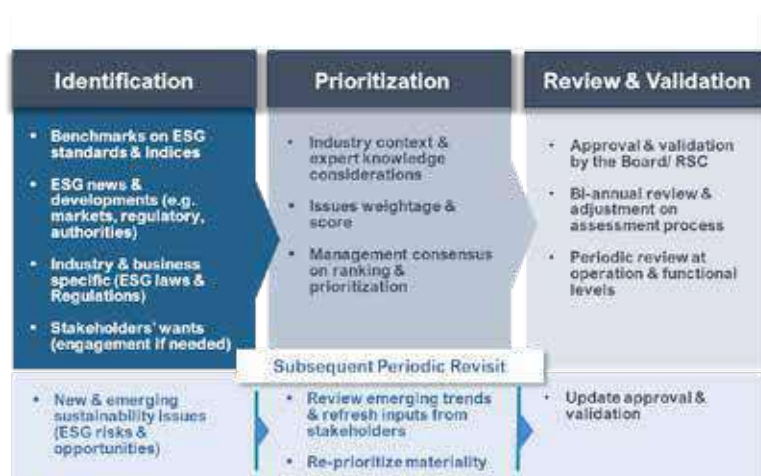 Identification
Benchmarks on ESG
standards & Indices
ESG news &
developments (e.g.
markets, regulatory,
authorities)
Industry & business
specific (ESG laws &
Regulations)
Stakeholders' wants
(engagement if needed)
Prioritization
Industry context &
expert knowledge
considerations
Issues weightage &
score
Management consensus
on ranking &
prioritization
Review & Validation
Approval & validation
by the Board/ RSC
Bi-annual review &
adjustment on
assessment process
Periodic review at
operation & functional
levels
Subsequent Periodic Revisit
New & emerging
sustainability issues
(ESG risks &
opportunities)
Review emerging trends
& refresh inputs from
stakeholders
Re-prioritize materiality
Update approval &
validation